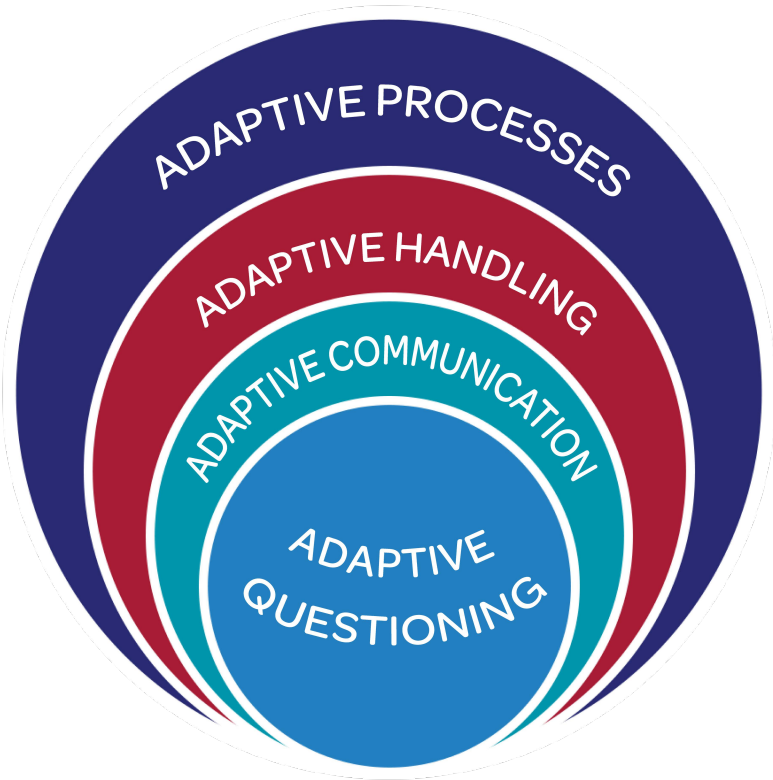 ADAPTIVE PROCESSES
ADAPTIVE HANDLING
ADAPTIVE COMMUNICATION
ADAPTIVE
QUESTIONING